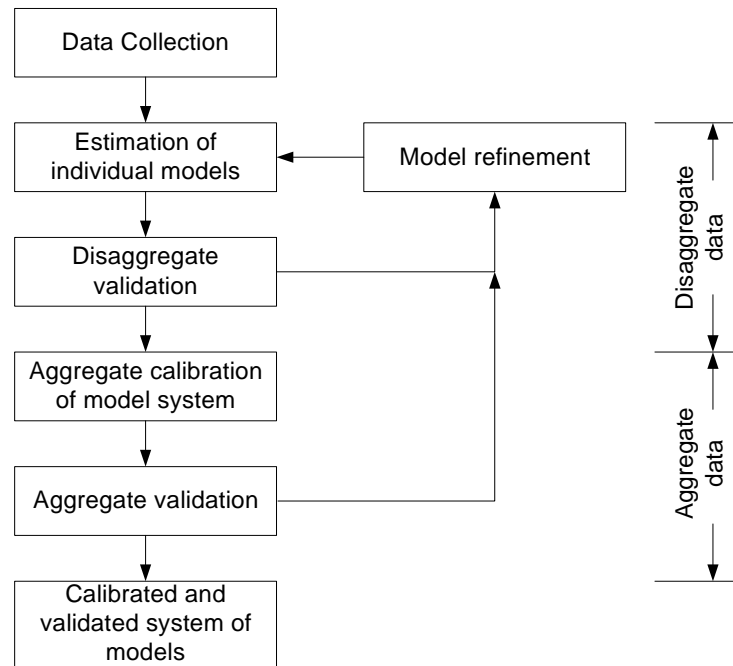 Data Collection
Estimation of
individual models
Model refinement
Disaggregate
validation
Aggregate calibration
of model system
Aggregate validation
Calibrated and
validated system of
models
Disaggregate
data
Aggregate
data